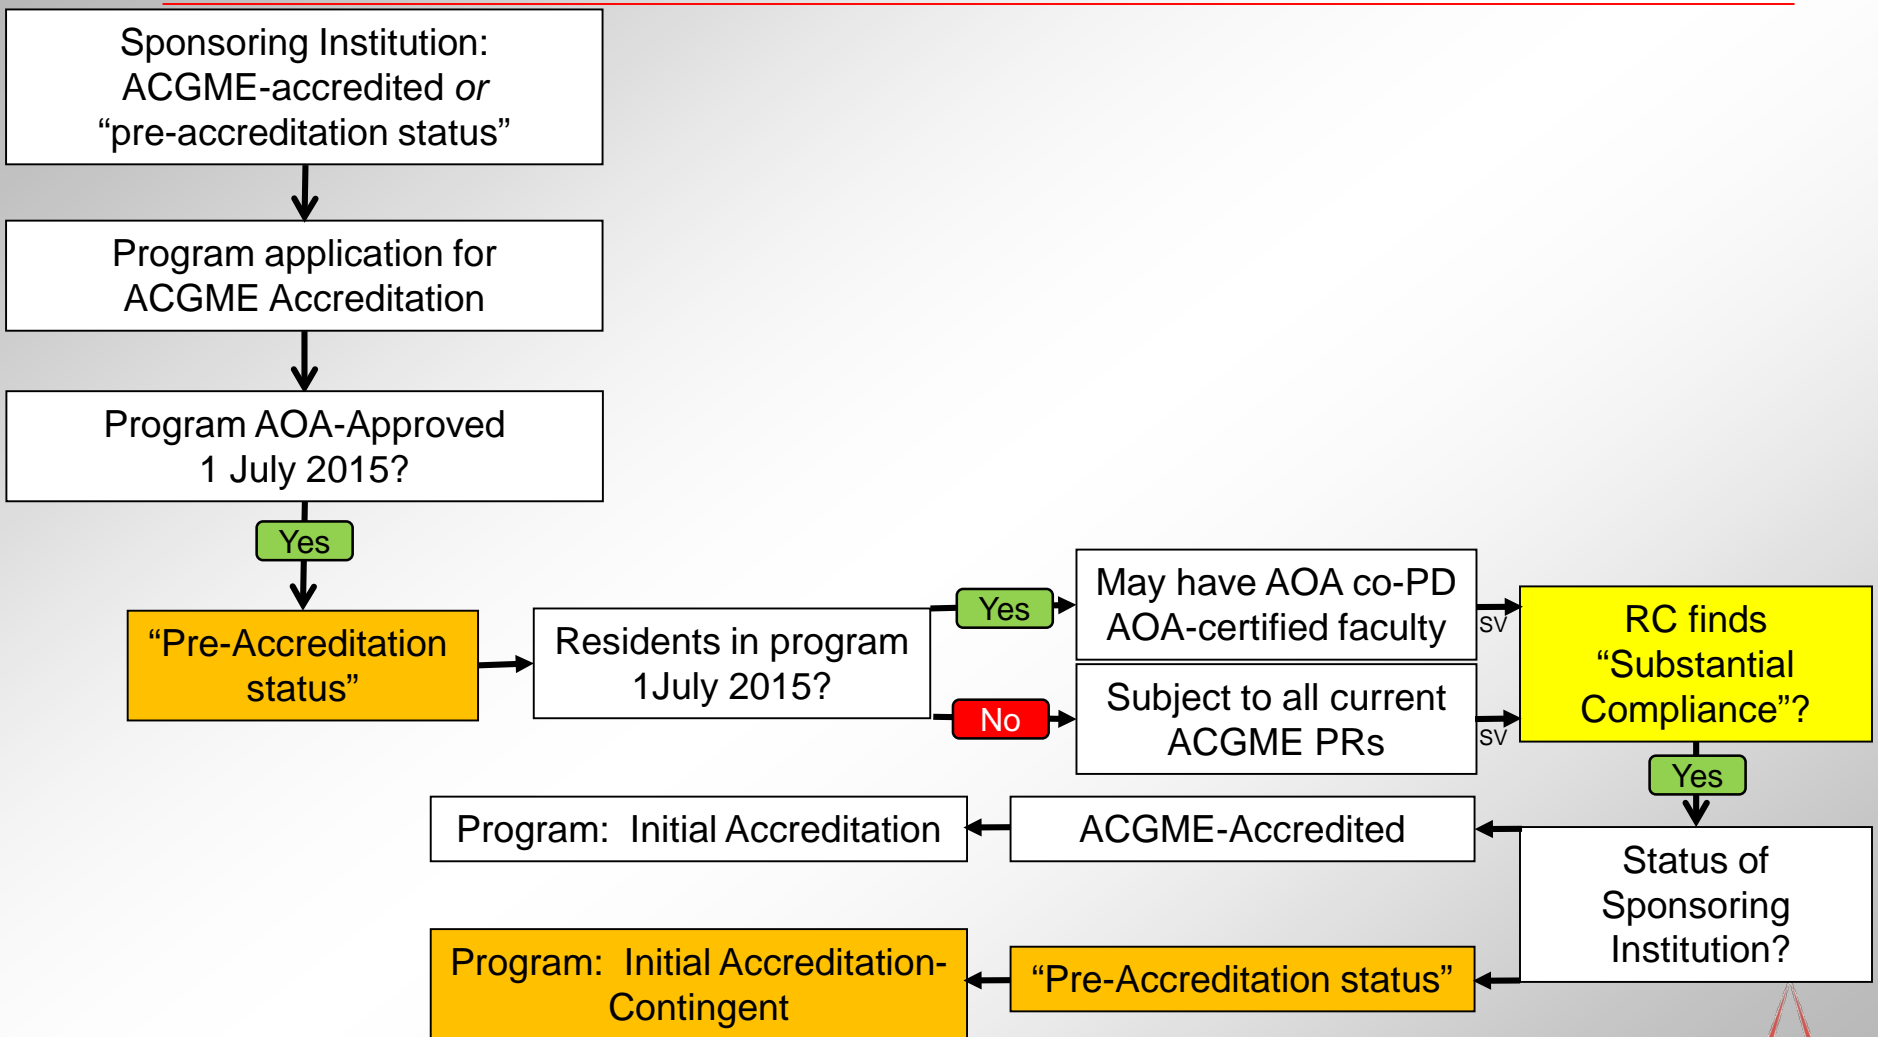 Sponsoring Institution:
ACGME-accredited or
“pre-accreditation status”
Program application for
ACGME Accreditation
Program AOA-Approved
1 July 2015?
Yes
“Pre-Accreditation
status”
Residents in program
1July 2015?
Yes
May have AOA co-PD
AOA-certified faculty
SV
No
Subject to all current
ACGME PRs
SV
RC finds
“Substantial
Compliance”?
Yes
Status of
Sponsoring
Institution?
ACGME-Accredited
Program: Initial Accreditation
“Pre-Accreditation status”
Program: Initial Accreditation-
Contingent